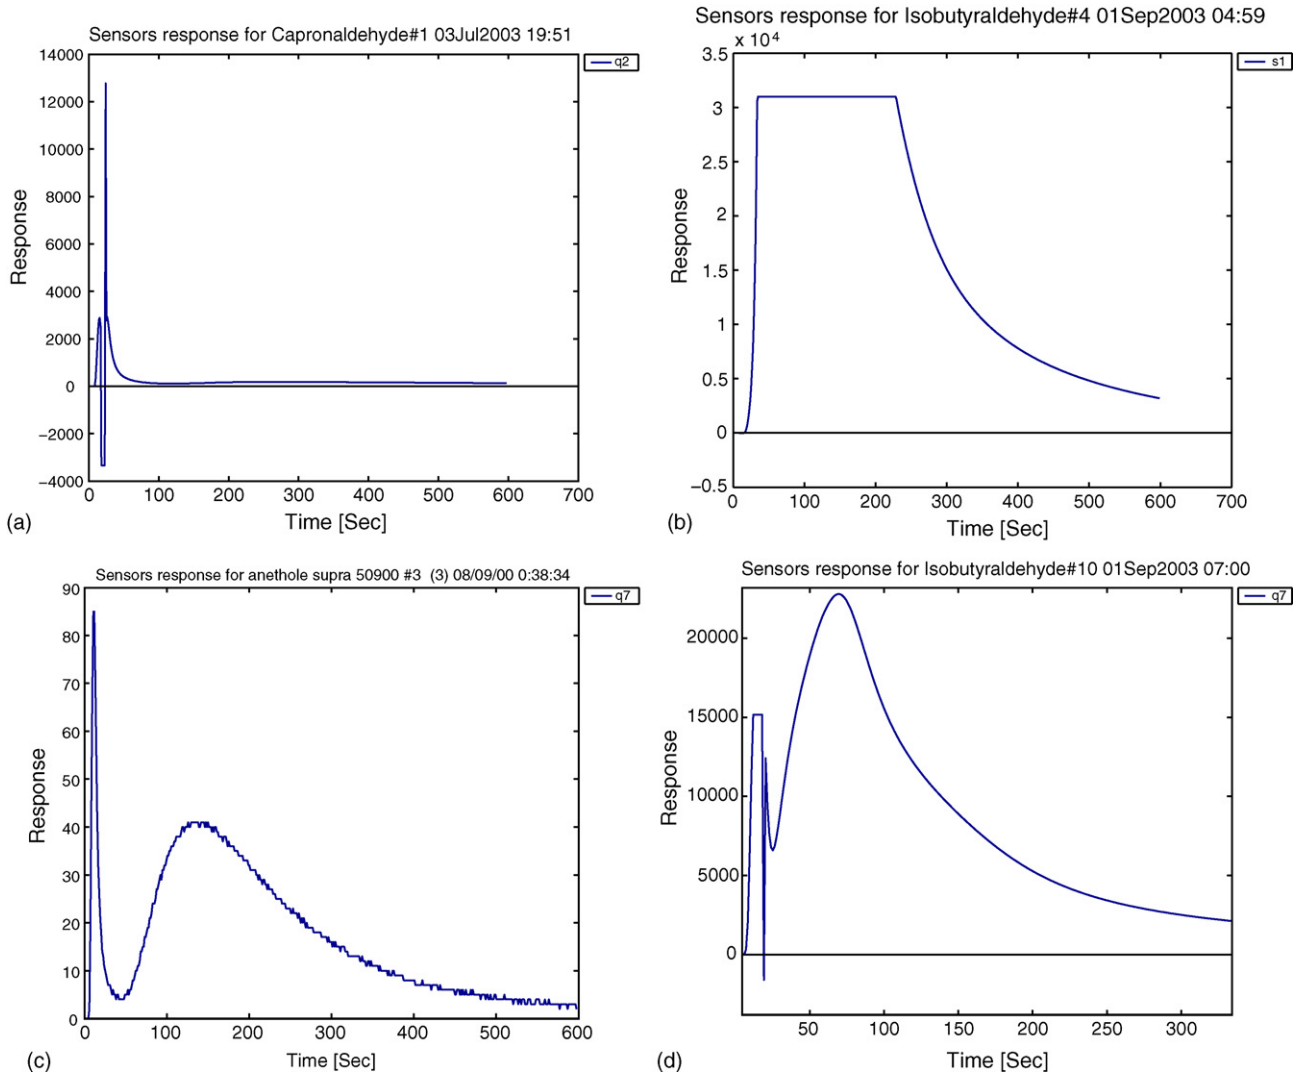 Sensors response for Capronaldehyde#1 03Jul2003 19:51
q2
14000
12000
10000
8000
6000
4000
2000
0
−2000
−4000
Response
0 100 200 300 400 500 600 700
Time [Sec]
(a)
Sensors response for Isobutyraldehyde#4 01Sep2003 04:59
x 10⁴
s1
3.5
3
2.5
2
1.5
1
0.5
0
−0.5
Response
0 100 200 300 400 500 600 700
Time [Sec]
(b)
Sensors response for anethole supra 50900 #3 (3) 08/09/00 0:38:34
q7
90
80
70
60
50
40
30
20
10
0
Response
0 100 200 300 400 500 600
Time [Sec]
(c)
Sensors response for Isobutyraldehyde#10 01Sep2003 07:00
q7
20000
15000
10000
5000
0
Response
50 100 150 200 250 300
Time [Sec]
(d)